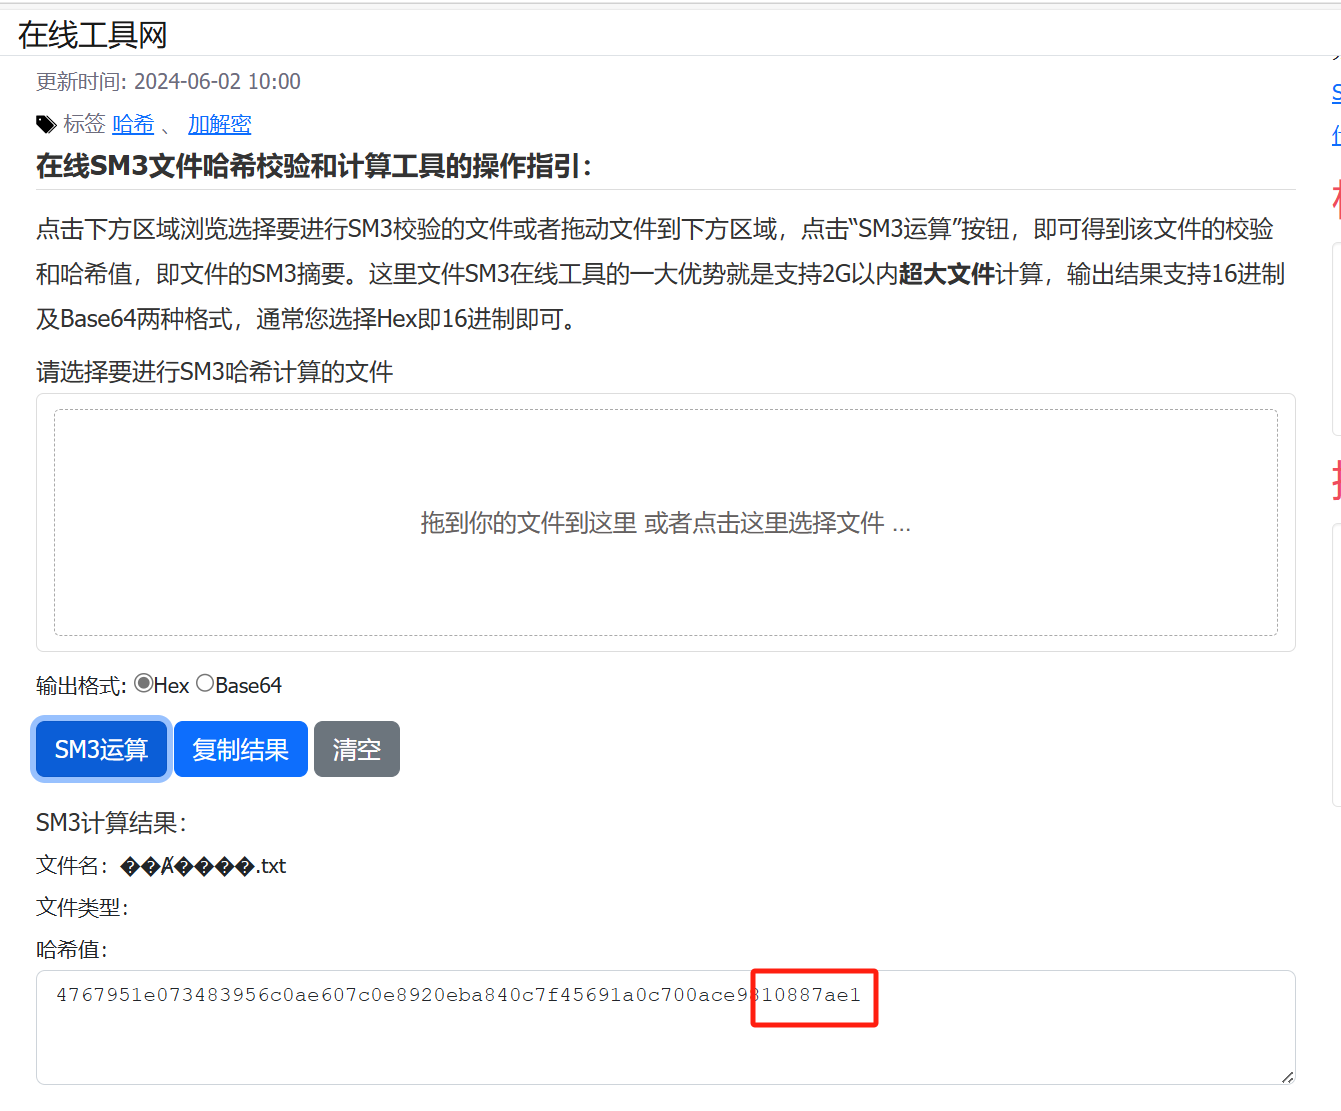 在线工具网
更新时间: 2024-06-02 10:00
标签 哈希 、 加解密
在线SM3文件哈希校验和计算工具的操作指引：
点击下方区域浏览选择要进行SM3校验的文件或者拖动文件到下方区域，点击“SM3运算”按钮，即可得到该文件的校验
和哈希值，即文件的SM3摘要。这里文件SM3在线工具的一大优势就是支持2G以内超大文件计算，输出结果支持16进制
及Base64两种格式，通常您选择Hex即16进制即可。
请选择要进行SM3哈希计算的文件
拖到你的文件到这里 或者点击这里选择文件 ...
输出格式: Hex Base64
SM3运算 复制结果 清空
SM3计算结果：
文件名：��Ⱥ����.txt
文件类型：
哈希值：
4767951e073483956c0ae607c0e8920eba840c7f45691a0c700ace9810887ae1